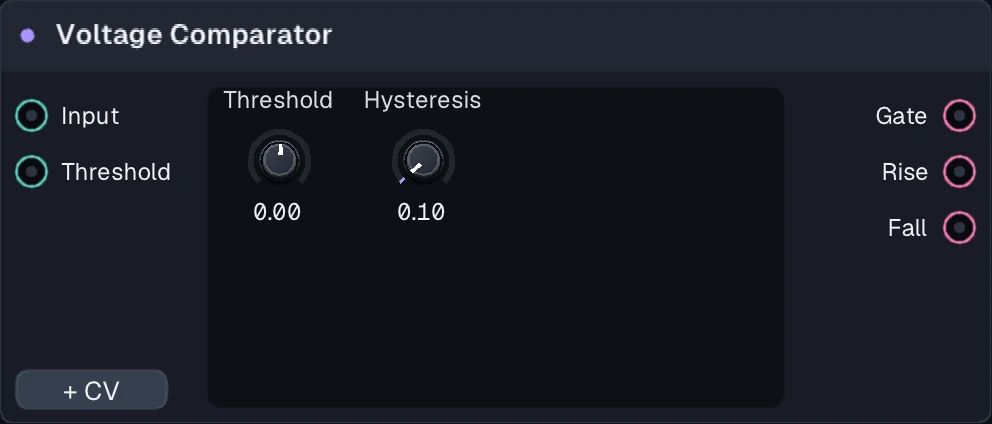 Voltage Comparator
Input
Threshold
Threshold Hysteresis
0.00 0.10
Gate
Rise
Fall
+ CV